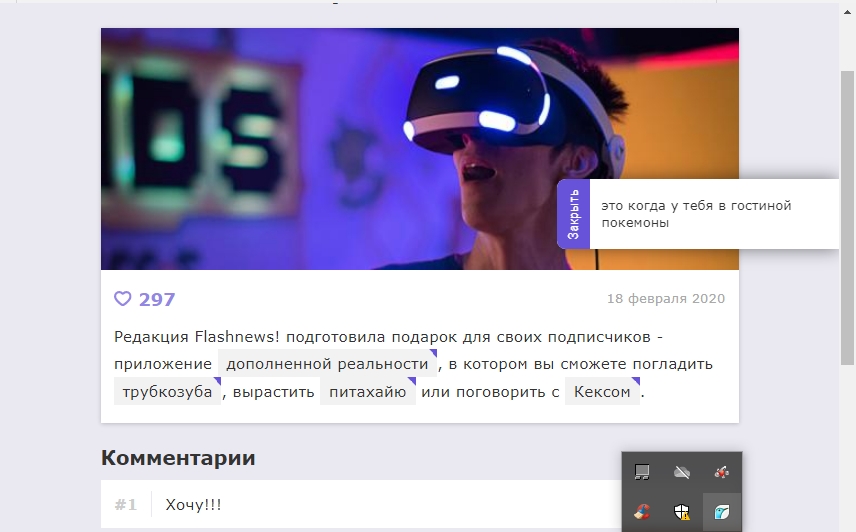 Закрыть
это когда у тебя в гостиной
покемоны
297
18 февраля 2020
Редакция Flashnews! подготовила подарок для своих подписчиков -
приложение дополненной реальности, в котором вы сможете погладить
трубкозуба, вырастить питахайю или поговорить с Кексом.
Комментарии
#1 Хочу!!!